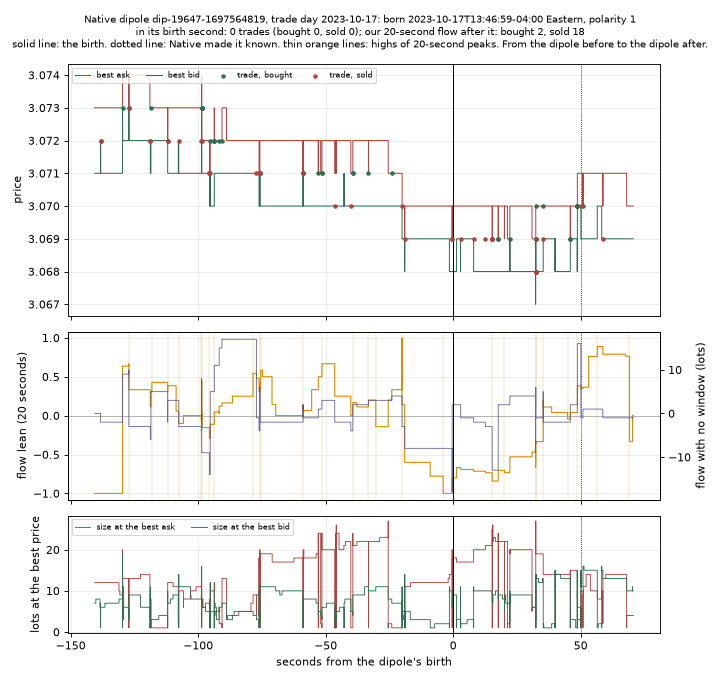 Native dipole dip-19647-1697564819, trade day 2023-10-17: born 2023-10-17T13:46:59-04:00 Eastern, polarity 1
in its birth second: 0 trades (bought 0, sold 0); our 20-second flow after it: bought 2, sold 18
solid line: the birth. dotted line: Native made it known. thin orange lines: highs of 20-second peaks. From the dipole before to the dipole after.
best ask best bid trade, bought trade, sold
3.074
3.073
3.072
3.071
3.070
3.069
3.068
3.067
price
1.0
0.5
0.0
−0.5
−1.0
flow lean (20 seconds)
10
0
−10
flow with no window (lots)
size at the best ask size at the best bid
20
10
0
lots at the best price
−150 −100 −50 0 50
seconds from the dipole's birth